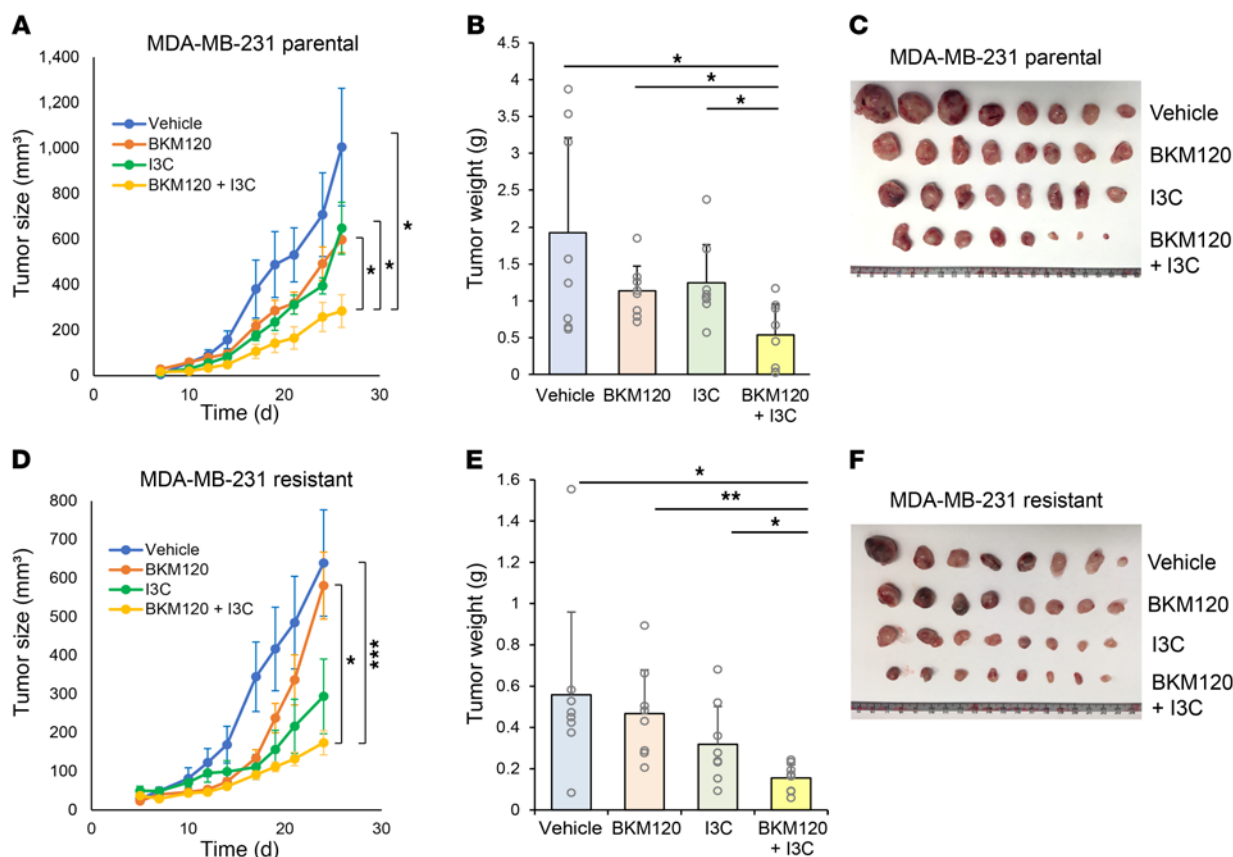 A
MDA-MB-231 parental
Tumor size (mm³)
1,400
1,200
1,000
800
600
400
200
0
0
10
20
30
Time (d)
Vehicle
BKM120
I3C
BKM120 + I3C
*
*
*
B
Tumor weight (g)
4.5
4
3.5
3
2.5
2
1.5
1
0.5
0
*
*
*
Vehicle
BKM120
I3C
BKM120
+ I3C
C
MDA-MB-231 parental
Vehicle
BKM120
I3C
BKM120
+ I3C
D
MDA-MB-231 resistant
Tumor size (mm³)
800
700
600
500
400
300
200
100
0
0
10
20
30
Time (d)
Vehicle
BKM120
I3C
BKM120 + I3C
*
***
E
Tumor weight (g)
1.6
1.4
1.2
1
0.8
0.6
0.4
0.2
0
*
**
*
Vehicle
BKM120
I3C
BKM120
+ I3C
F
MDA-MB-231 resistant
Vehicle
BKM120
I3C
BKM120
+ I3C